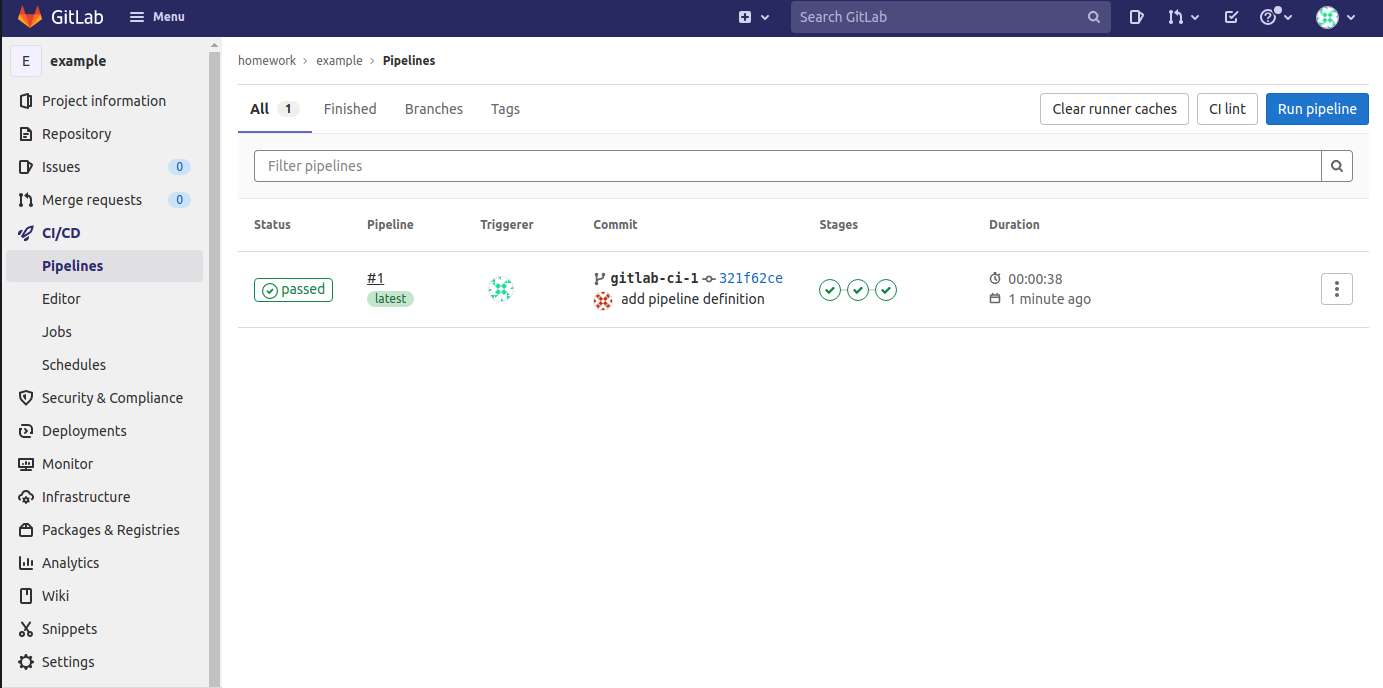 GitLab Menu Search GitLab
E example
Project information
Repository
Issues 0
Merge requests 0
CI/CD
Pipelines
Editor
Jobs
Schedules
Security & Compliance
Deployments
Monitor
Infrastructure
Packages & Registries
Analytics
Wiki
Snippets
Settings
homework › example › Pipelines
All 1 Finished Branches Tags Clear runner caches CI lint Run pipeline
Filter pipelines
Status Pipeline Triggerer Commit Stages Duration
passed #1 gitlab-ci-1 321f62ce 00:00:38
latest add pipeline definition 1 minute ago